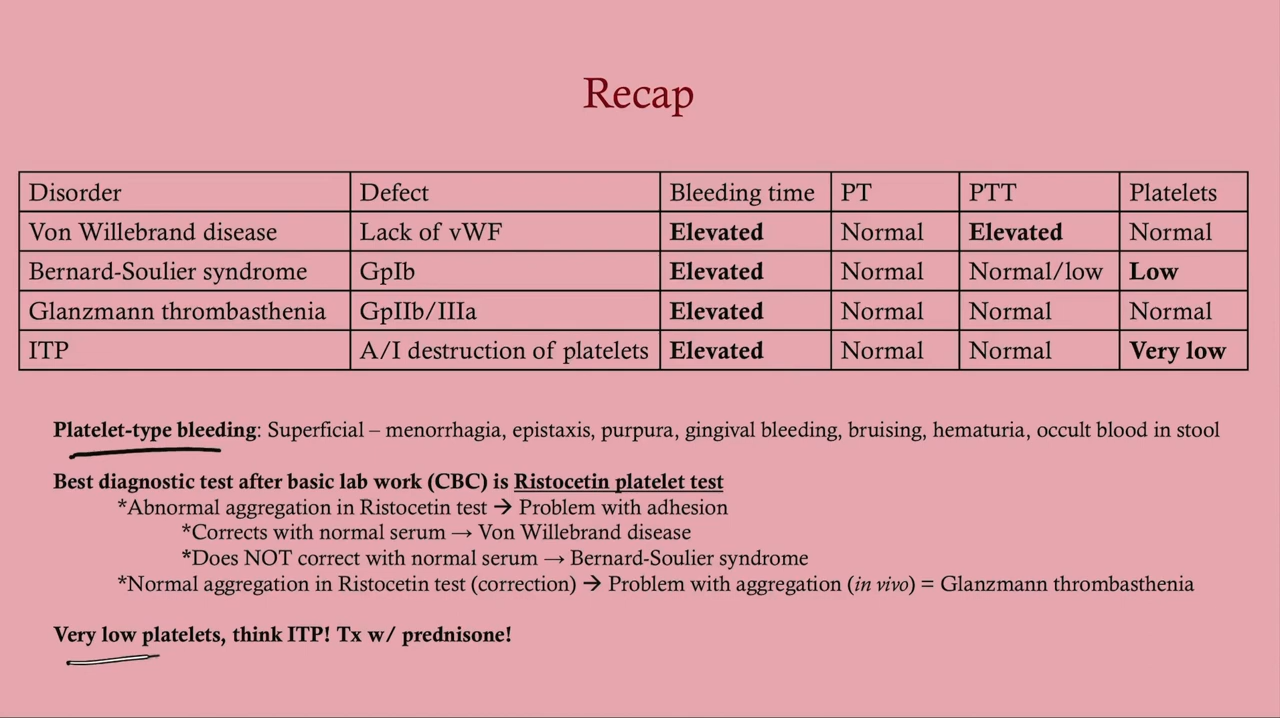 Recap
Disorder Defect Bleeding time PT PTT Platelets
Von Willebrand disease Lack of vWF Elevated Normal Elevated Normal
Bernard-Soulier syndrome GpIb Elevated Normal Normal/low Low
Glanzmann thrombasthenia GpIIb/IIIa Elevated Normal Normal Normal
ITP A/I destruction of platelets Elevated Normal Normal Very low
Platelet-type bleeding: Superficial – menorrhagia, epistaxis, purpura, gingival bleeding, bruising, hematuria, occult blood in stool
Best diagnostic test after basic lab work (CBC) is Ristocetin platelet test
*Abnormal aggregation in Ristocetin test → Problem with adhesion
*Corrects with normal serum → Von Willebrand disease
*Does NOT correct with normal serum → Bernard-Soulier syndrome
*Normal aggregation in Ristocetin test (correction) → Problem with aggregation (in vivo) = Glanzmann thrombasthenia
Very low platelets, think ITP! Tx w/ prednisone!